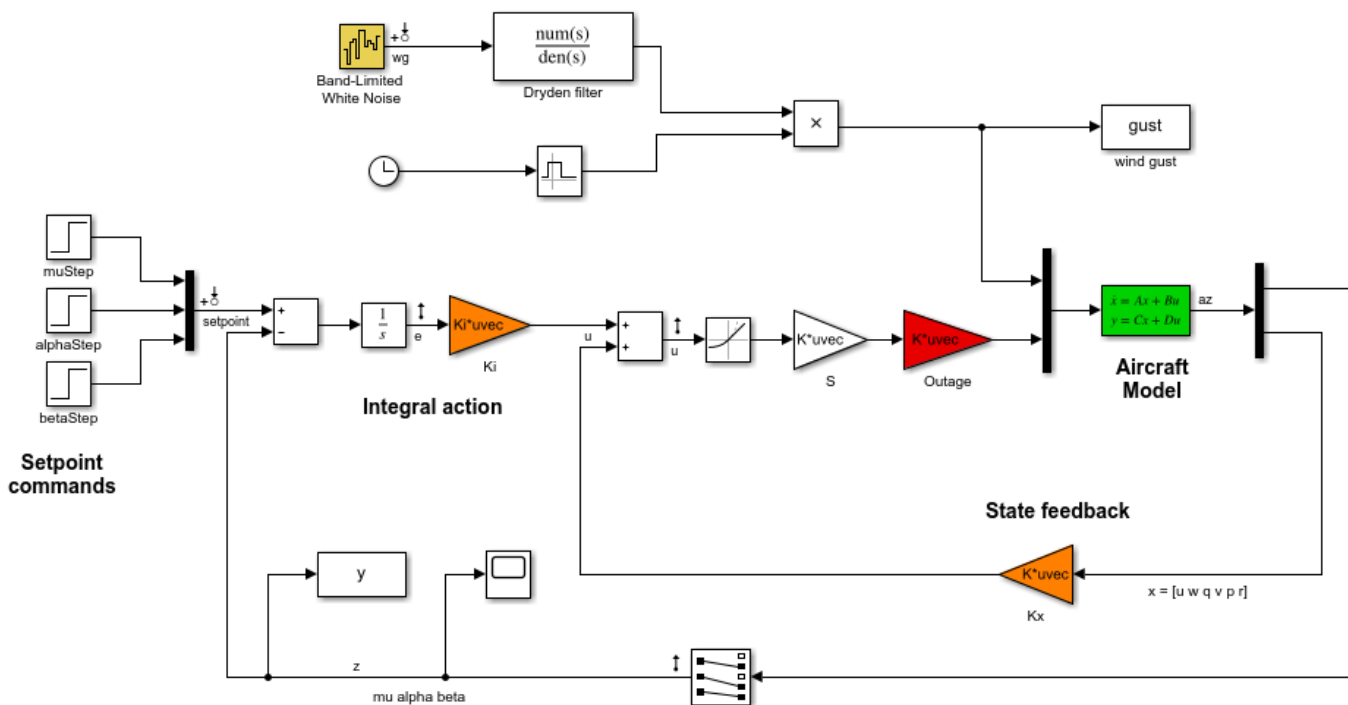 num(s)
den(s)
wg
Band-Limited
White Noise
Dryden filter
×
gust
wind gust
muStep
alphaStep
betaStep
Setpoint
commands
+
setpoint
+
−
1
s
e
Ki*uvec
Ki
Integral action
u
+
+
u
K*uvec
S
K*uvec
Outage
ẋ = Ax + Bu
y = Cx + Du
az
Aircraft
Model
State feedback
K*uvec
Kx
x = [u w q v p r]
y
z
mu alpha beta